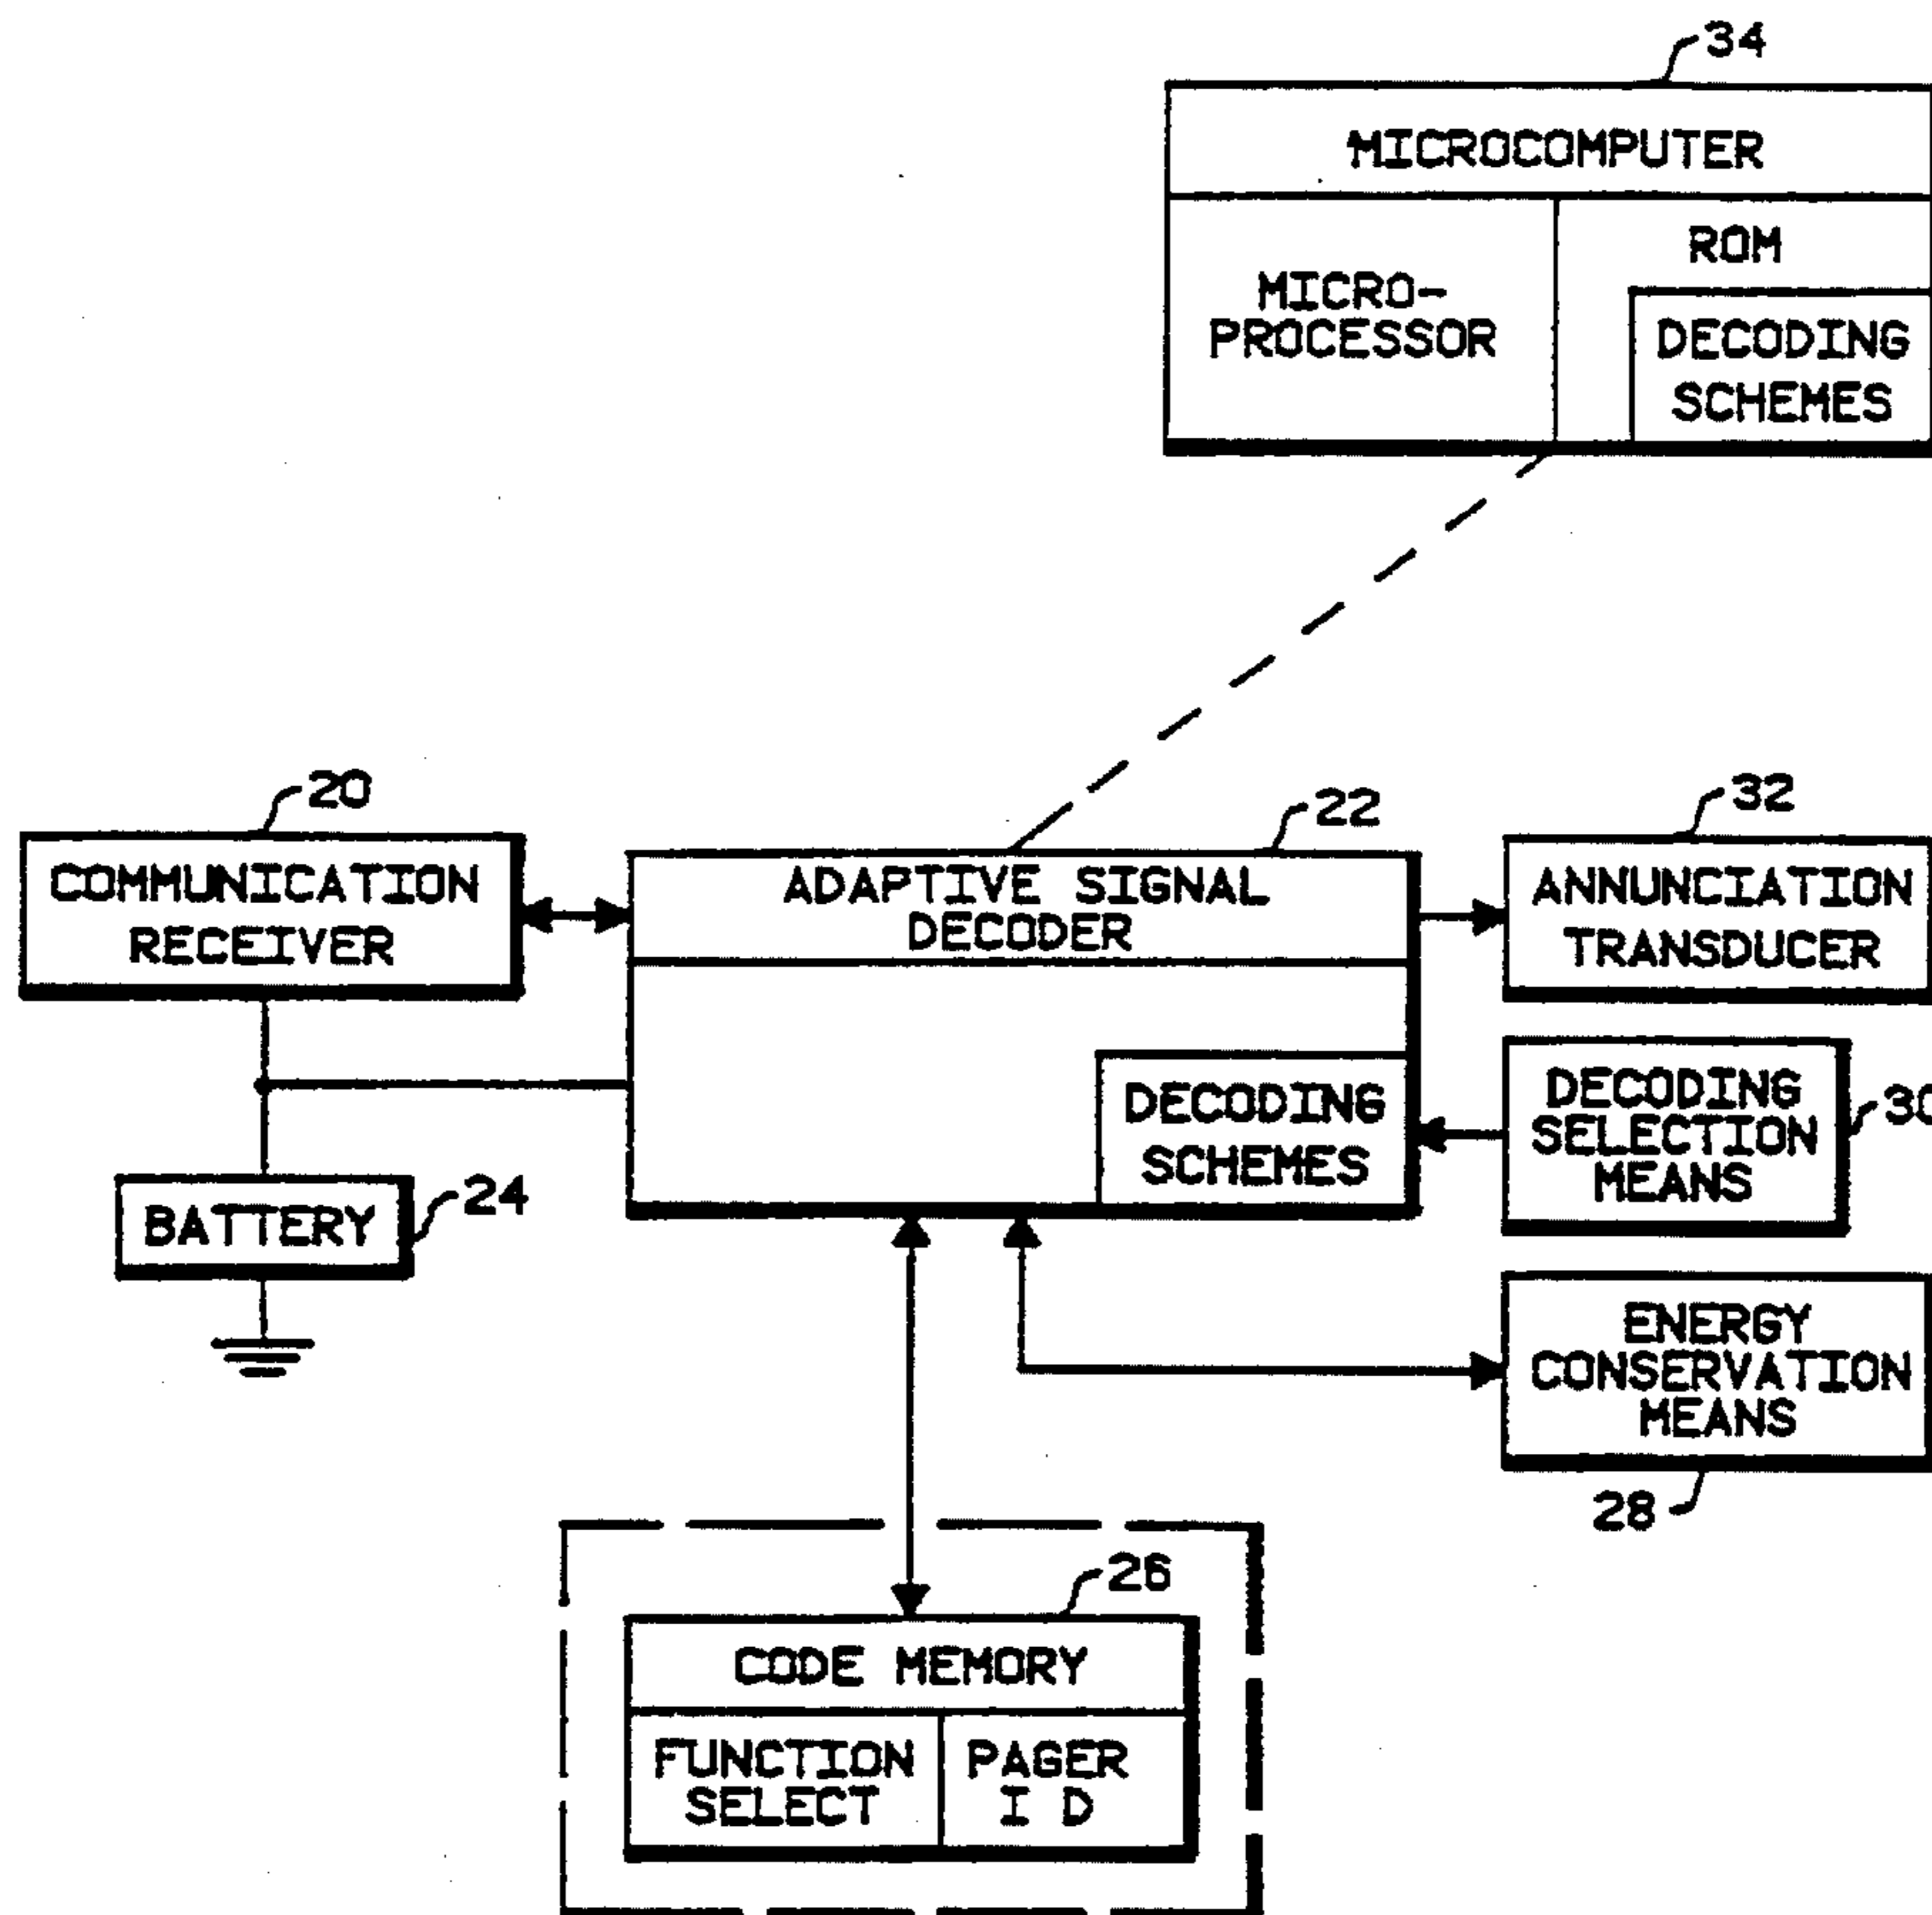 34
MICROCOMPUTER
MICRO-
PROCESSOR
ROM
DECODING
SCHEMES
20
COMMUNICATION
RECEIVER
22
ADAPTIVE SIGNAL
DECODER
DECODING
SCHEMES
32
ANNUNCIATION
TRANSDUCER
DECODING
SELECTION
MEANS
30
24
BATTERY
ENERGY
CONSERVATION
MEANS
28
26
CODE MEMORY
FUNCTION
SELECT
PAGER
I D